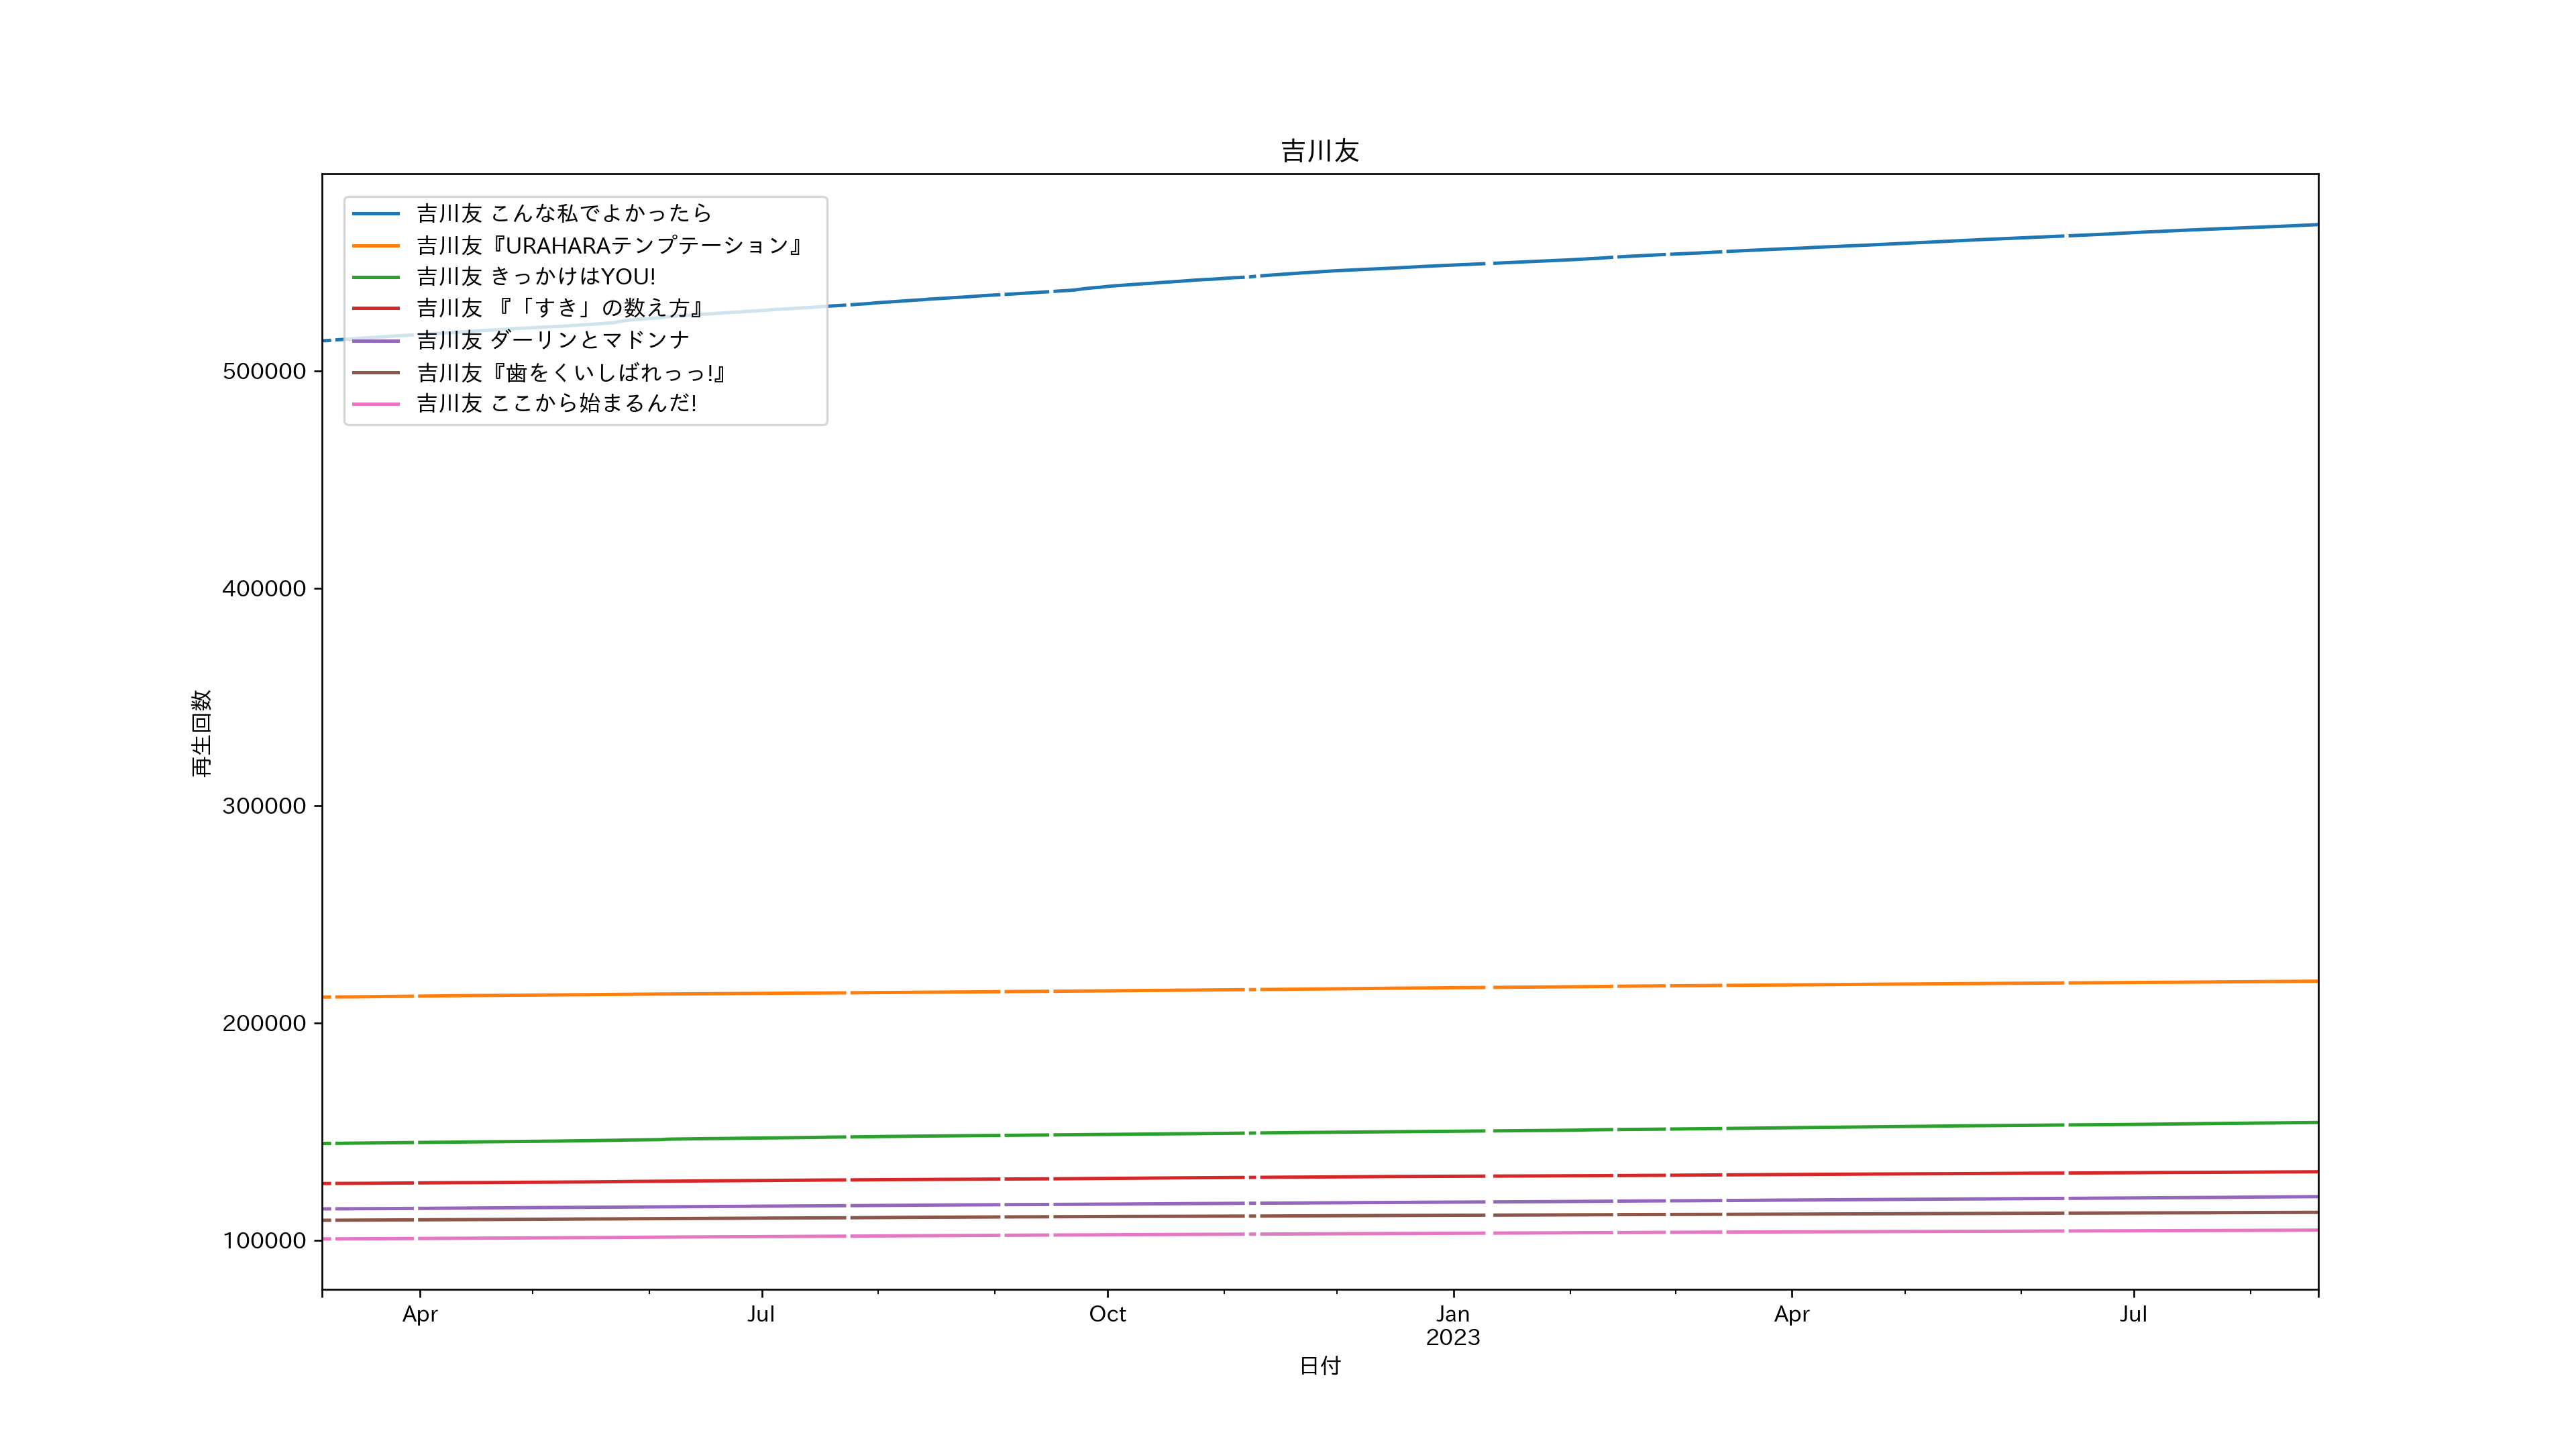 吉川友
吉川友 こんな私でよかったら
吉川友『URAHARAテンプテーション』
吉川友 きっかけはYOU!
吉川友 『「すき」の数え方』
吉川友 ダーリンとマドンナ
吉川友『歯をくいしばれっっ!』
吉川友 ここから始まるんだ!
500000
400000
300000
200000
100000
再生回数
Apr
Jul
Oct
Jan
2023
Apr
Jul
日付